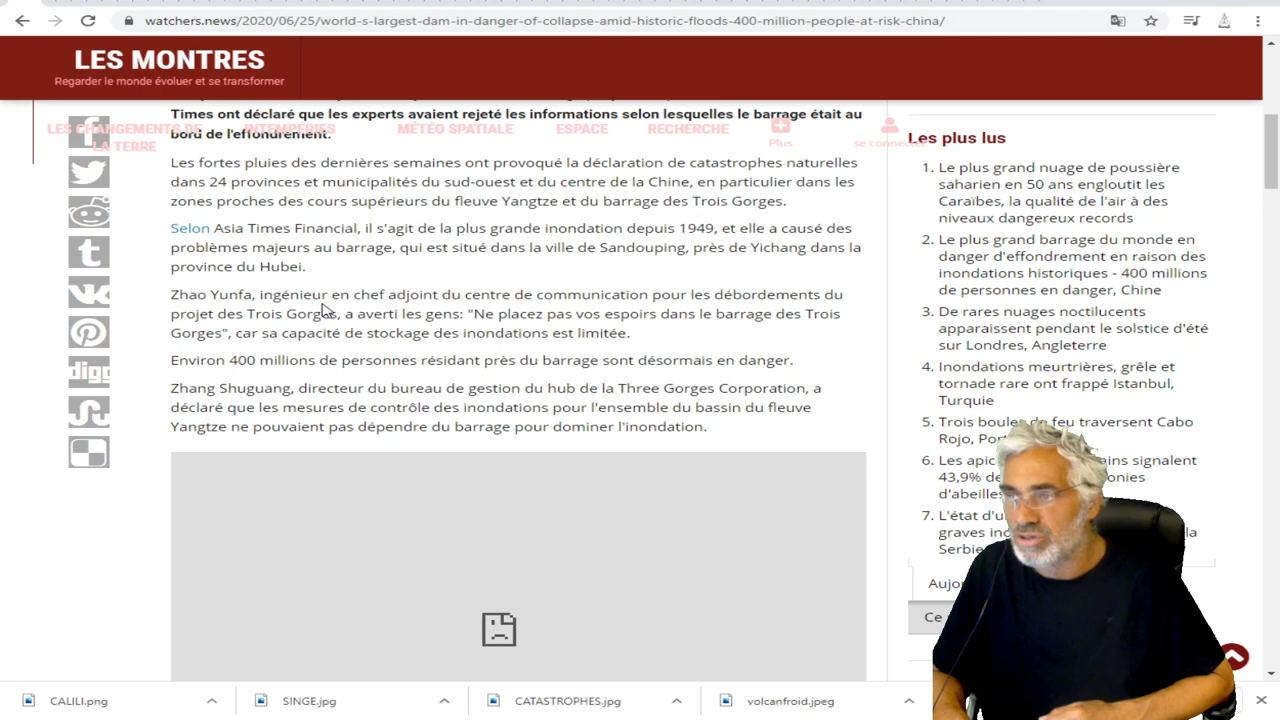 watchers.news/2020/06/25/world-s-largest-dam-in-danger-of-collapse-amid-historic-floods-400-million-people-at-risk-china/
LES MONTRES
Regarder le monde évoluer et se transformer
LES CHANGEMENTS DE
LA TERRE
INTEMPÉRIES
MÉTÉO SPATIALE
ESPACE
RECHERCHE
Plus
se connecter
Times ont déclaré que les experts avaient rejeté les informations selon lesquelles le barrage était au
bord de l'effondrement.
Les fortes pluies des dernières semaines ont provoqué la déclaration de catastrophes naturelles
dans 24 provinces et municipalités du sud-ouest et du centre de la Chine, en particulier dans les
zones proches des cours supérieurs du fleuve Yangtze et du barrage des Trois Gorges.
Selon Asia Times Financial, il s'agit de la plus grande inondation depuis 1949, et elle a causé des
problèmes majeurs au barrage, qui est situé dans la ville de Sandouping, près de Yichang dans la
province du Hubei.
Zhao Yunfa, ingénieur en chef adjoint du centre de communication pour les débordements du
projet des Trois Gorges, a averti les gens: "Ne placez pas vos espoirs dans le barrage des Trois
Gorges", car sa capacité de stockage des inondations est limitée.
Environ 400 millions de personnes résidant près du barrage sont désormais en danger.
Zhang Shuguang, directeur du bureau de gestion du hub de la Three Gorges Corporation, a
déclaré que les mesures de contrôle des inondations pour l'ensemble du bassin du fleuve
Yangtze ne pouvaient pas dépendre du barrage pour dominer l'inondation.
digg
Les plus lus
1. Le plus grand nuage de poussière
saharien en 50 ans engloutit les
Caraïbes, la qualité de l'air à des
niveaux dangereux records
2. Le plus grand barrage du monde en
danger d'effondrement en raison des
inondations historiques - 400 millions
de personnes en danger, Chine
3. De rares nuages noctilucents
apparaissent pendant le solstice d'été
sur Londres, Angleterre
4. Inondations meurtrières, grêle et
tornade rare ont frappé Istanbul,
Turquie
5. Trois boules de feu traversent Cabo
Rojo,
6. Les signalent
43,9%
d'abeilles
7. L'état
graves la
Serbie
Ce
CALILI.png
SINGE.jpg
CATASTROPHES.jpg
volcanfroid.jpeg